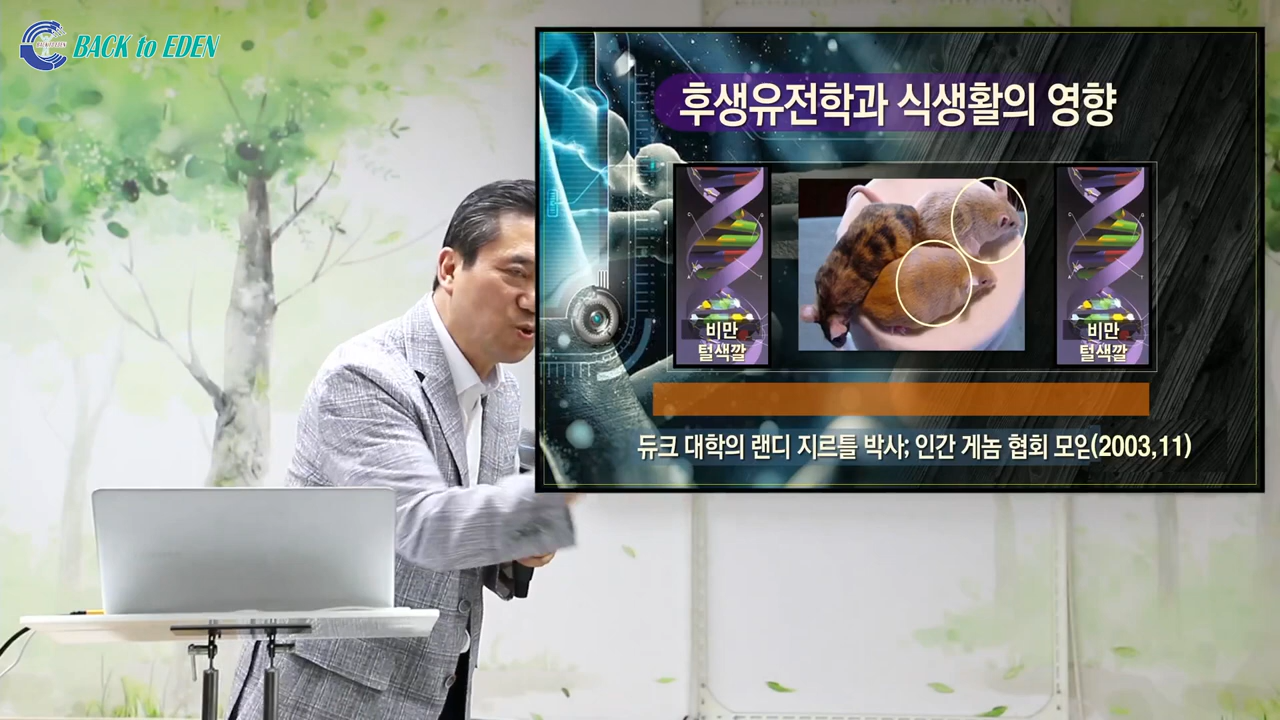 BACK to EDEN
후생유전학과 식생활의 영향
비만
털색깔
비만
털색깔
듀크 대학의 랜디 지르틀 박사; 인간 게놈 협회 모임(2003,11)